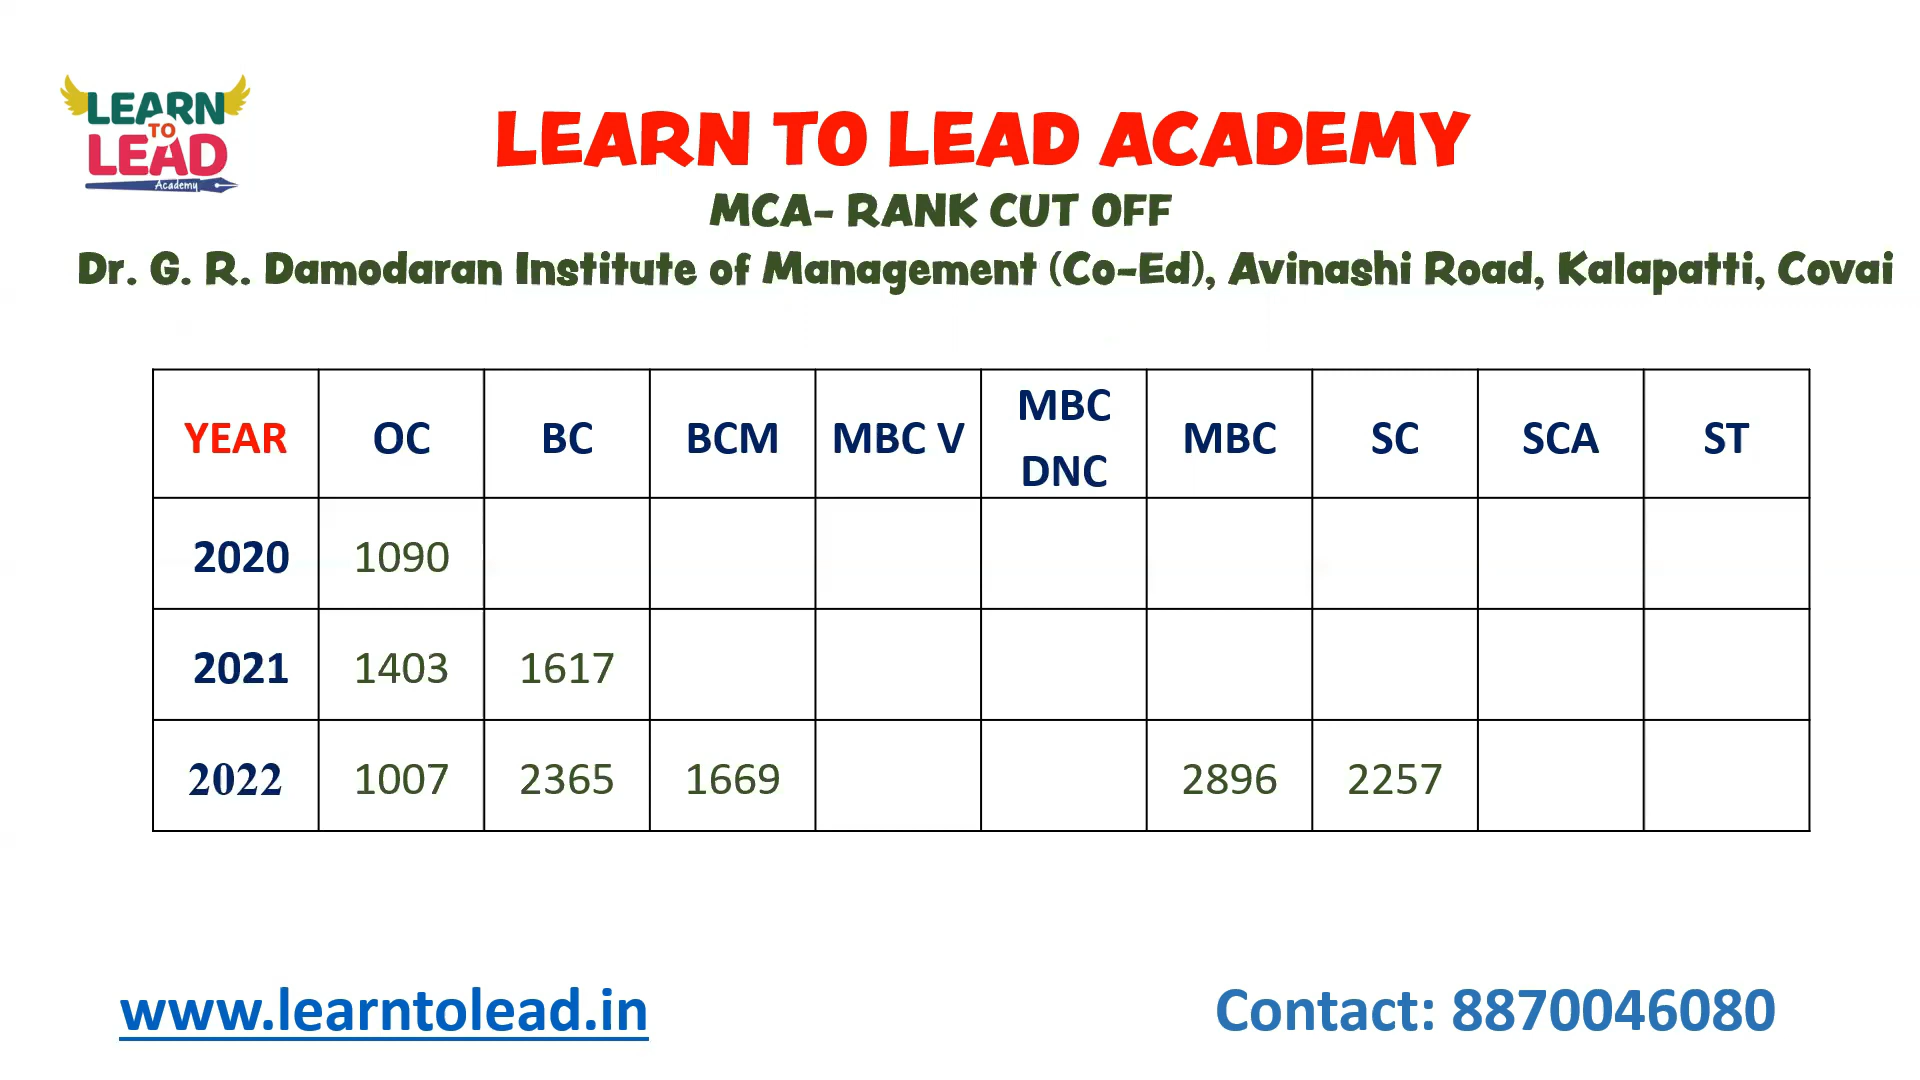 LEARN
TO
LEAD
Academy
LEARN TO LEAD ACADEMY
MCA- RANK CUT OFF
Dr. G. R. Damodaran Institute of Management (Co-Ed), Avinashi Road, Kalapatti, Covai
YEAR OC BC BCM MBC V MBC DNC MBC SC SCA ST
2020 1090
2021 1403 1617
2022 1007 2365 1669 2896 2257
www.learntolead.in Contact: 8870046080